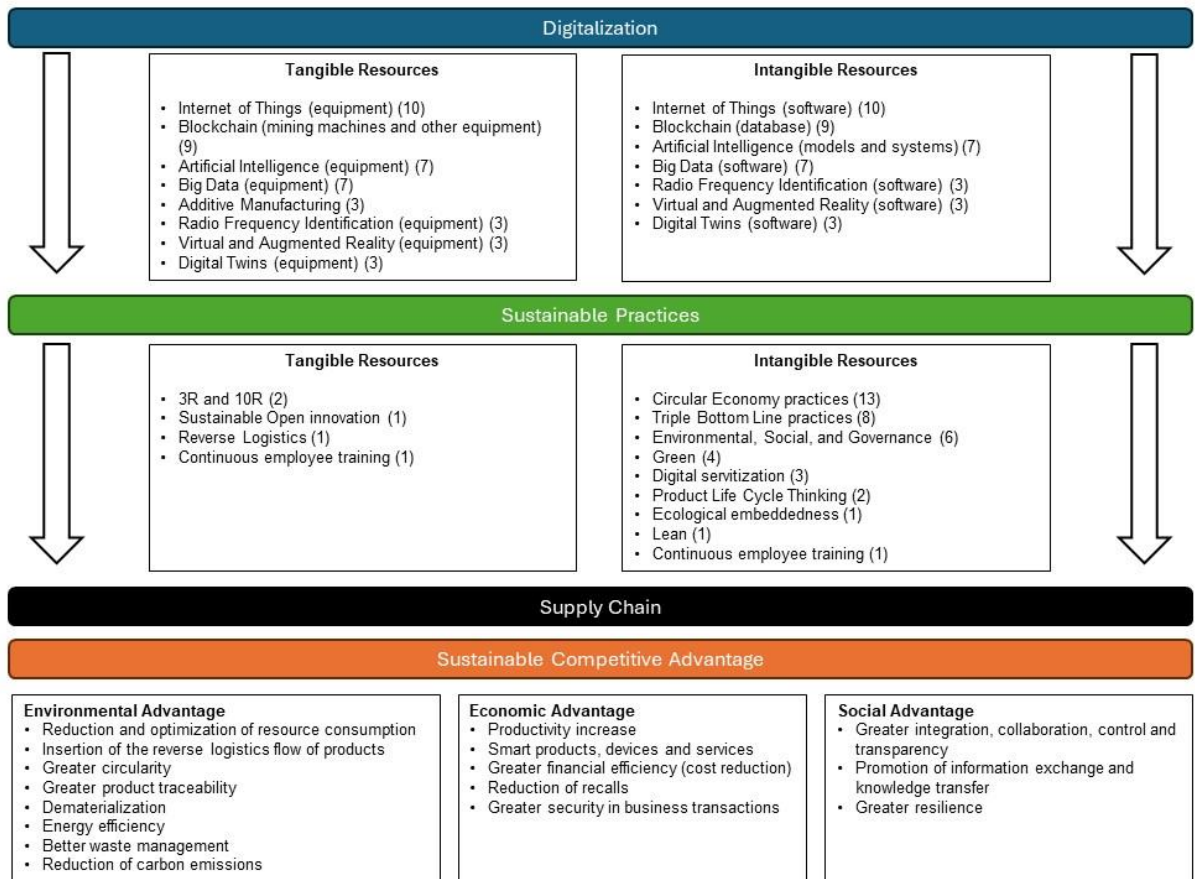 Digitalization
Tangible Resources
• Internet of Things (equipment) (10)
• Blockchain (mining machines and other equipment)
(9)
• Artificial Intelligence (equipment) (7)
• Big Data (equipment) (7)
• Additive Manufacturing (3)
• Radio Frequency Identification (equipment) (3)
• Virtual and Augmented Reality (equipment) (3)
• Digital Twins (equipment) (3)
Intangible Resources
• Internet of Things (software) (10)
• Blockchain (database) (9)
• Artificial Intelligence (models and systems) (7)
• Big Data (software) (7)
• Radio Frequency Identification (software) (3)
• Virtual and Augmented Reality (software) (3)
• Digital Twins (software) (3)
Sustainable Practices
Tangible Resources
• 3R and 10R (2)
• Sustainable Open innovation (1)
• Reverse Logistics (1)
• Continuous employee training (1)
Intangible Resources
• Circular Economy practices (13)
• Triple Bottom Line practices (8)
• Environmental, Social, and Governance (6)
• Green (4)
• Digital servitization (3)
• Product Life Cycle Thinking (2)
• Ecological embeddedness (1)
• Lean (1)
• Continuous employee training (1)
Supply Chain
Sustainable Competitive Advantage
Environmental Advantage
• Reduction and optimization of resource consumption
• Insertion of the reverse logistics flow of products
• Greater circularity
• Greater product traceability
• Dematerialization
• Energy efficiency
• Better waste management
• Reduction of carbon emissions
Economic Advantage
• Productivity increase
• Smart products, devices and services
• Greater financial efficiency (cost reduction)
• Reduction of recalls
• Greater security in business transactions
Social Advantage
• Greater integration, collaboration, control and
transparency
• Promotion of information exchange and
knowledge transfer
• Greater resilience